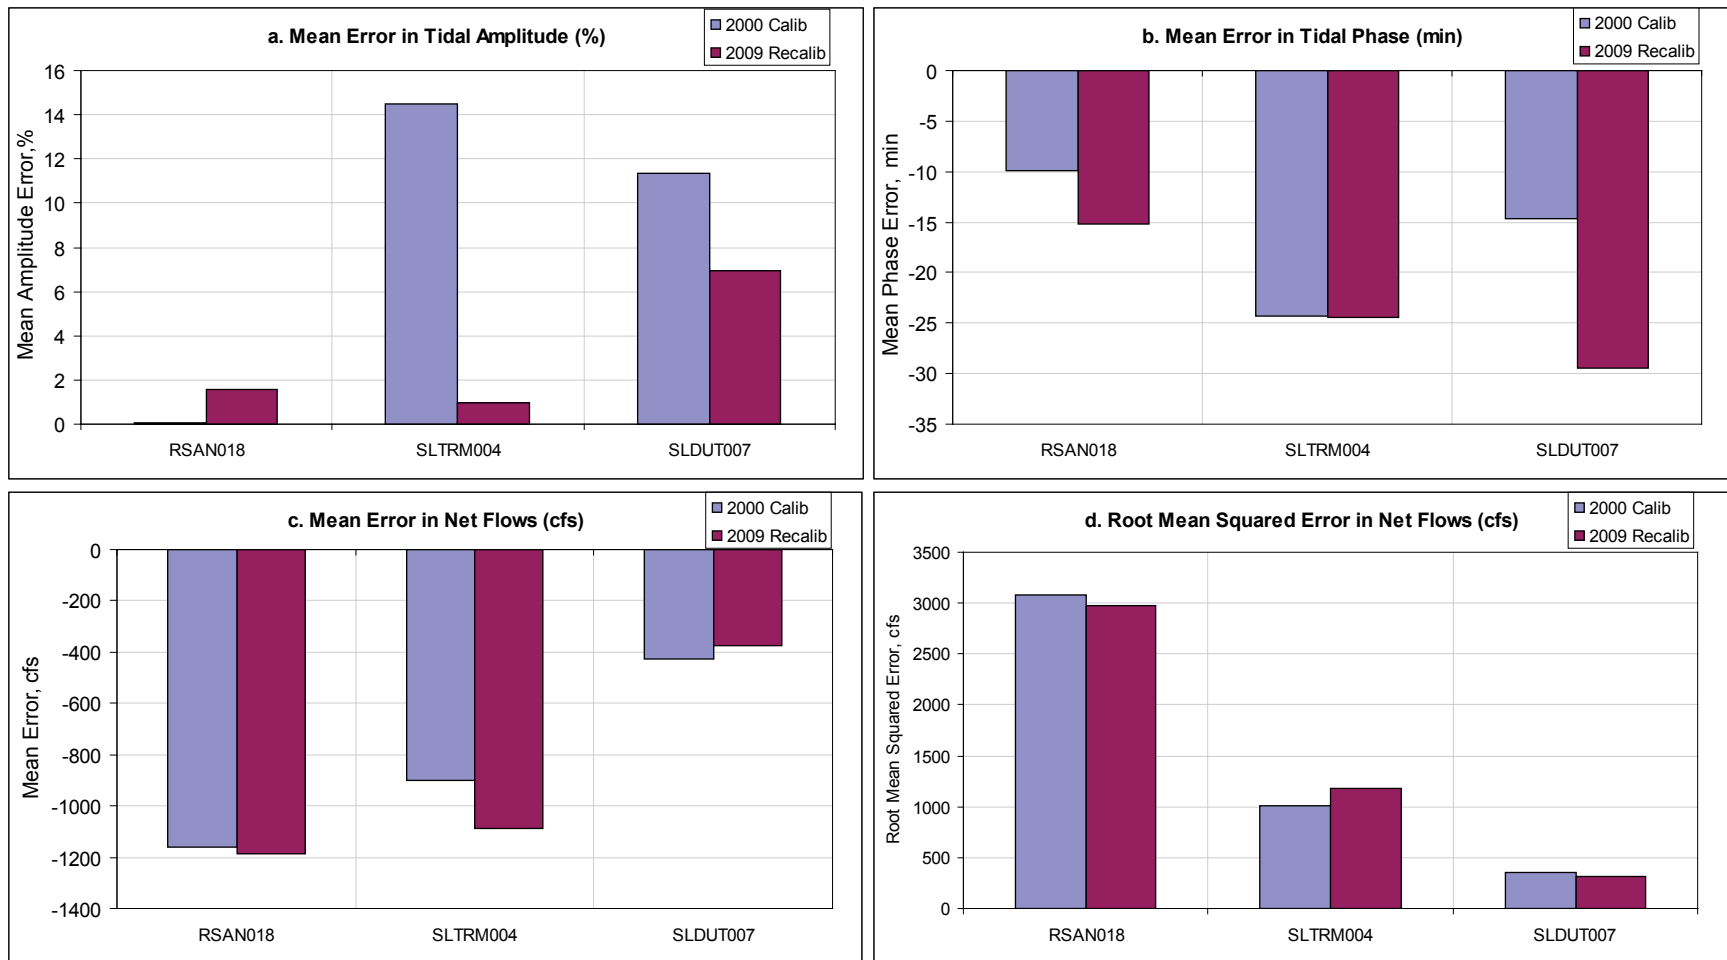 a. Mean Error in Tidal Amplitude (%)
2000 Calib
2009 Recalib
Mean Amplitude Error,%
16
14
12
10
8
6
4
2
0
RSAN018
SLTRM004
SLDUT007
b. Mean Error in Tidal Phase (min)
2000 Calib
2009 Recalib
Mean Phase Error, min
0
-5
-10
-15
-20
-25
-30
-35
RSAN018
SLTRM004
SLDUT007
c. Mean Error in Net Flows (cfs)
2000 Calib
2009 Recalib
Mean Error, cfs
0
-200
-400
-600
-800
-1000
-1200
-1400
RSAN018
SLTRM004
SLDUT007
d. Root Mean Squared Error in Net Flows (cfs)
2000 Calib
2009 Recalib
Root Mean Squared Error, cfs
3500
3000
2500
2000
1500
1000
500
0
RSAN018
SLTRM004
SLDUT007